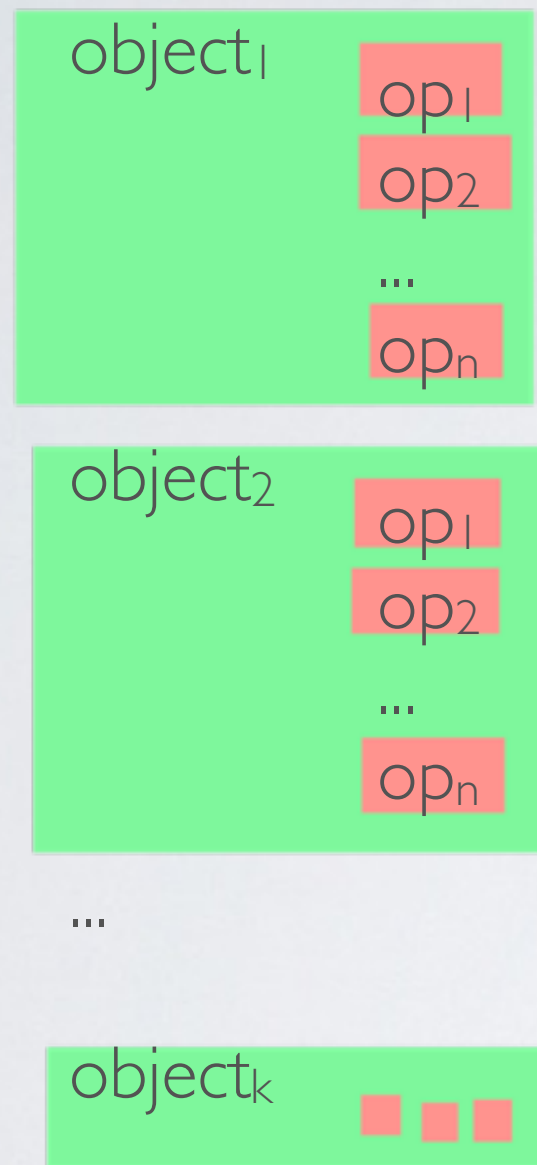 object₁
op₁
op₂
...
opₙ
object₂
op₁
op₂
...
opₙ
...
objectₖ